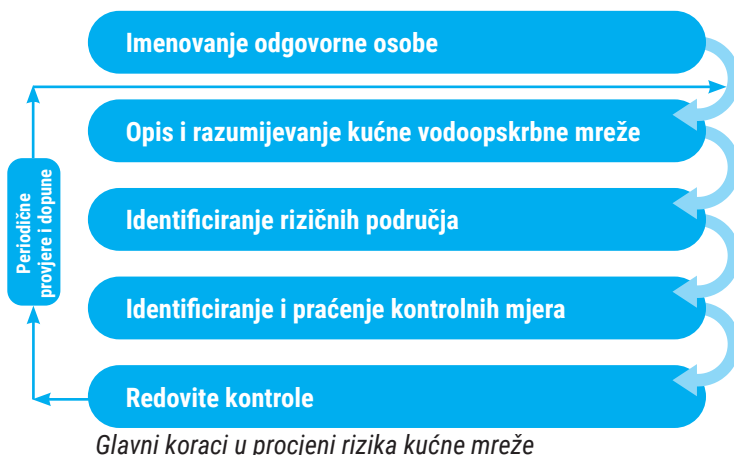 Imenovanje odgovorne osobe
Opis i razumijevanje kućne vodoopskrbne mreže
Periodične
provjere i dopune
Identificiranje rizičnih područja
Identificiranje i praćenje kontrolnih mjera
Redovite kontrole
Glavni koraci u procjeni rizika kućne mreže